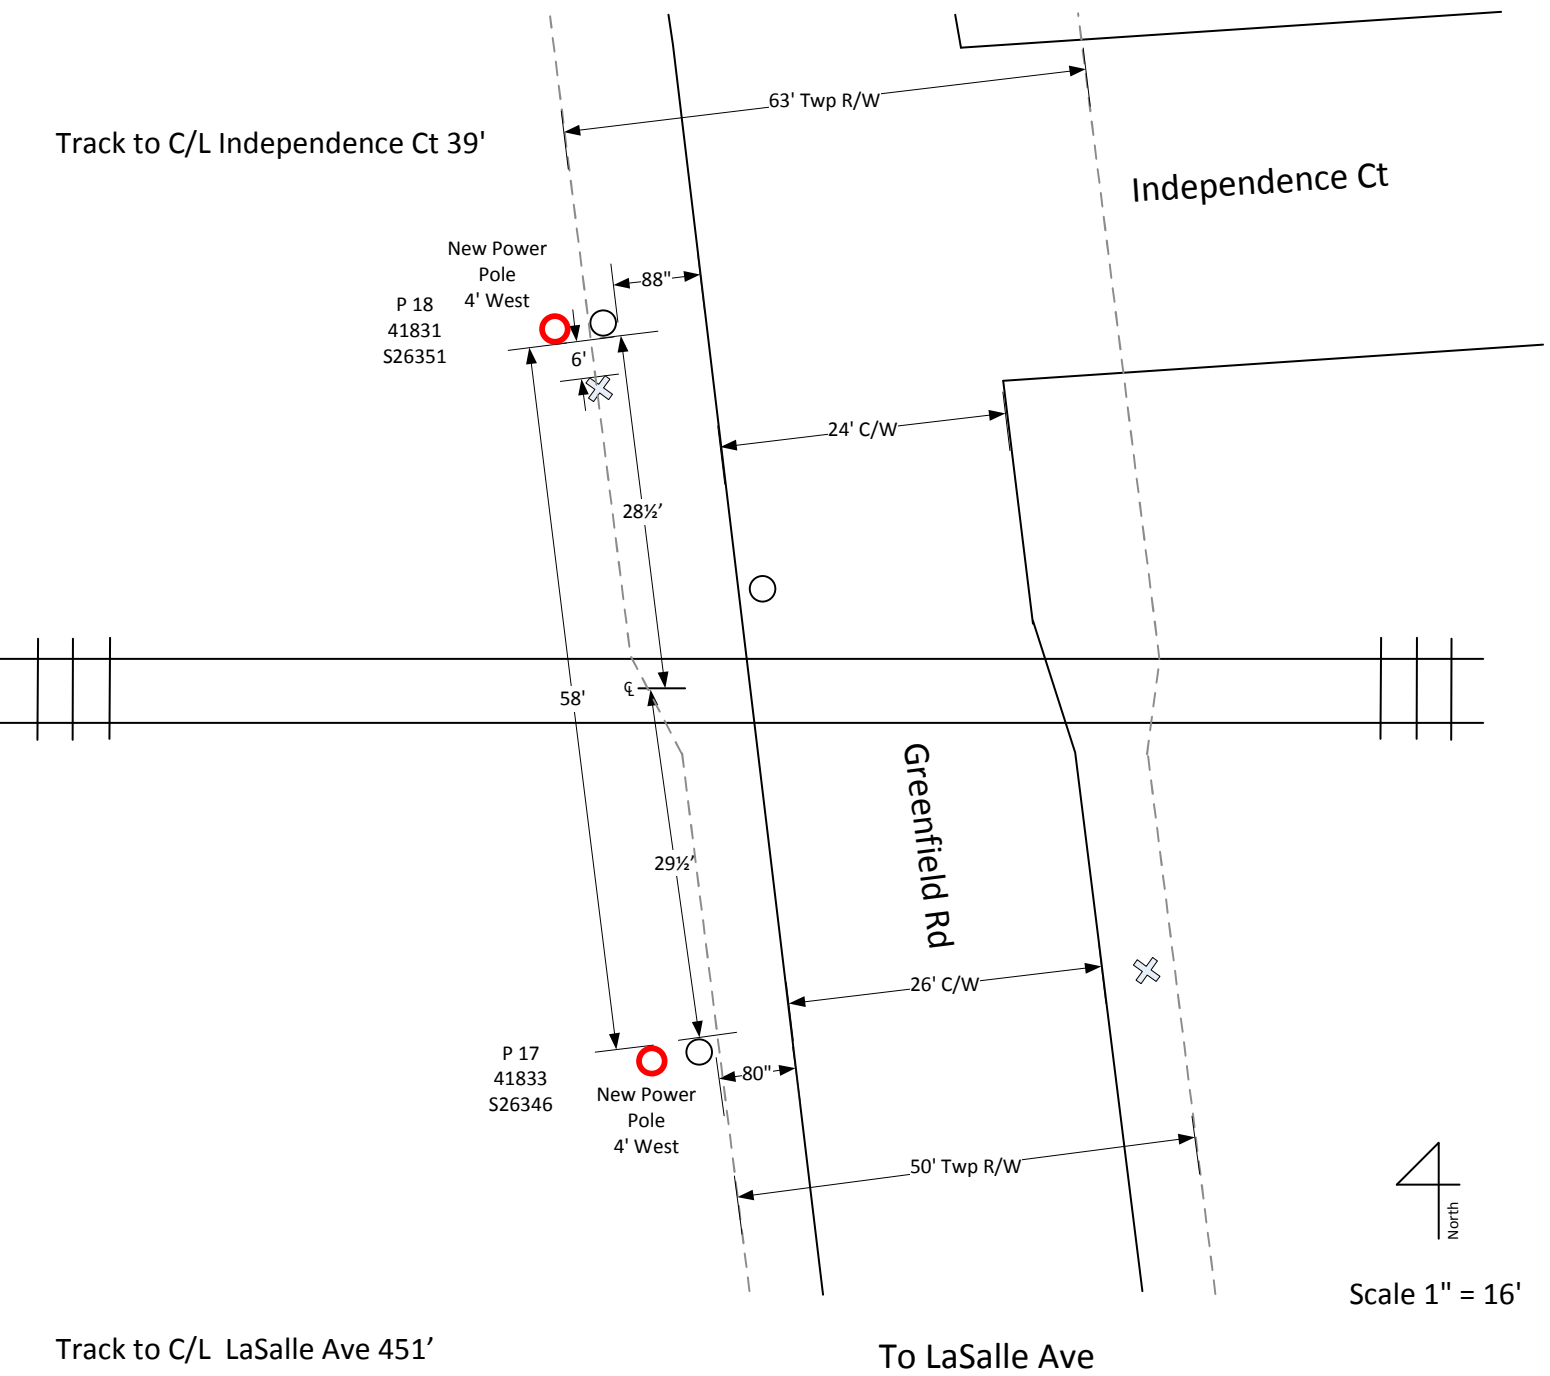 63' Twp R/W
Track to C/L Independence Ct 39'
Independence Ct
New Power
Pole
4' West
88"
P 18
41831
S26351
6'
24' C/W
28½’
℄
58'
Greenfield Rd
29½’
26' C/W
P 17
41833
S26346
80"
New Power
Pole
4' West
50' Twp R/W
North
Scale 1" = 16'
Track to C/L  LaSalle Ave 451’
To LaSalle Ave